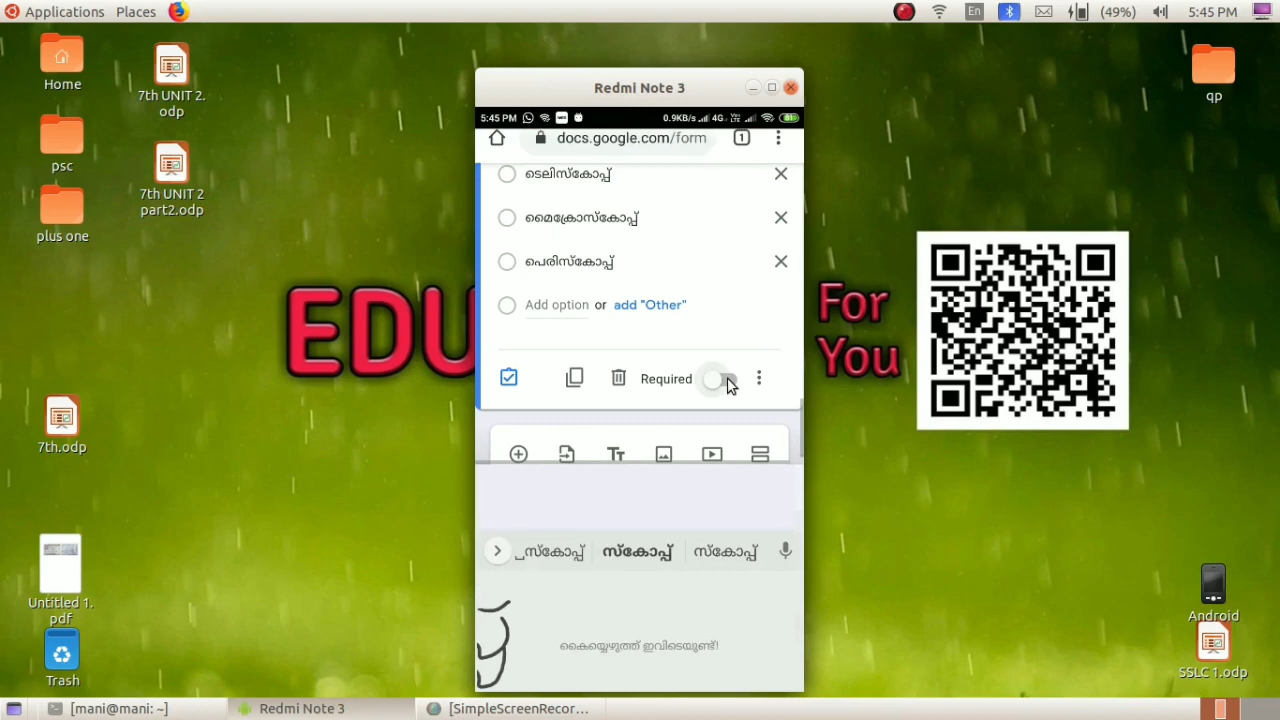 Applications Places En (49%) 5:45 PM
Home
7th UNIT 2.
odp
qp
psc
7th UNIT 2
part2.odp
plus one
7th.odp
Untitled 1.
pdf
Trash
Android
SSLC 1.odp
EDU
For
You
Redmi Note 3
5:45 PM 0.9KB/s 4G
docs.google.com/form 1
ടെലിസ്കോപ്പ്
മൈക്രോസ്കോപ്പ്
പെരിസ്കോപ്പ്
Add option or add "Other"
Required
Tт
സ്കോപ്പ് സ്കോപ്പ് സ്കോപ്പ്
കൈയ്യെഴുത്ത് ഇവിടെയുണ്ട്!
[mani@mani: ~] Redmi Note 3 [SimpleScreenRecor...